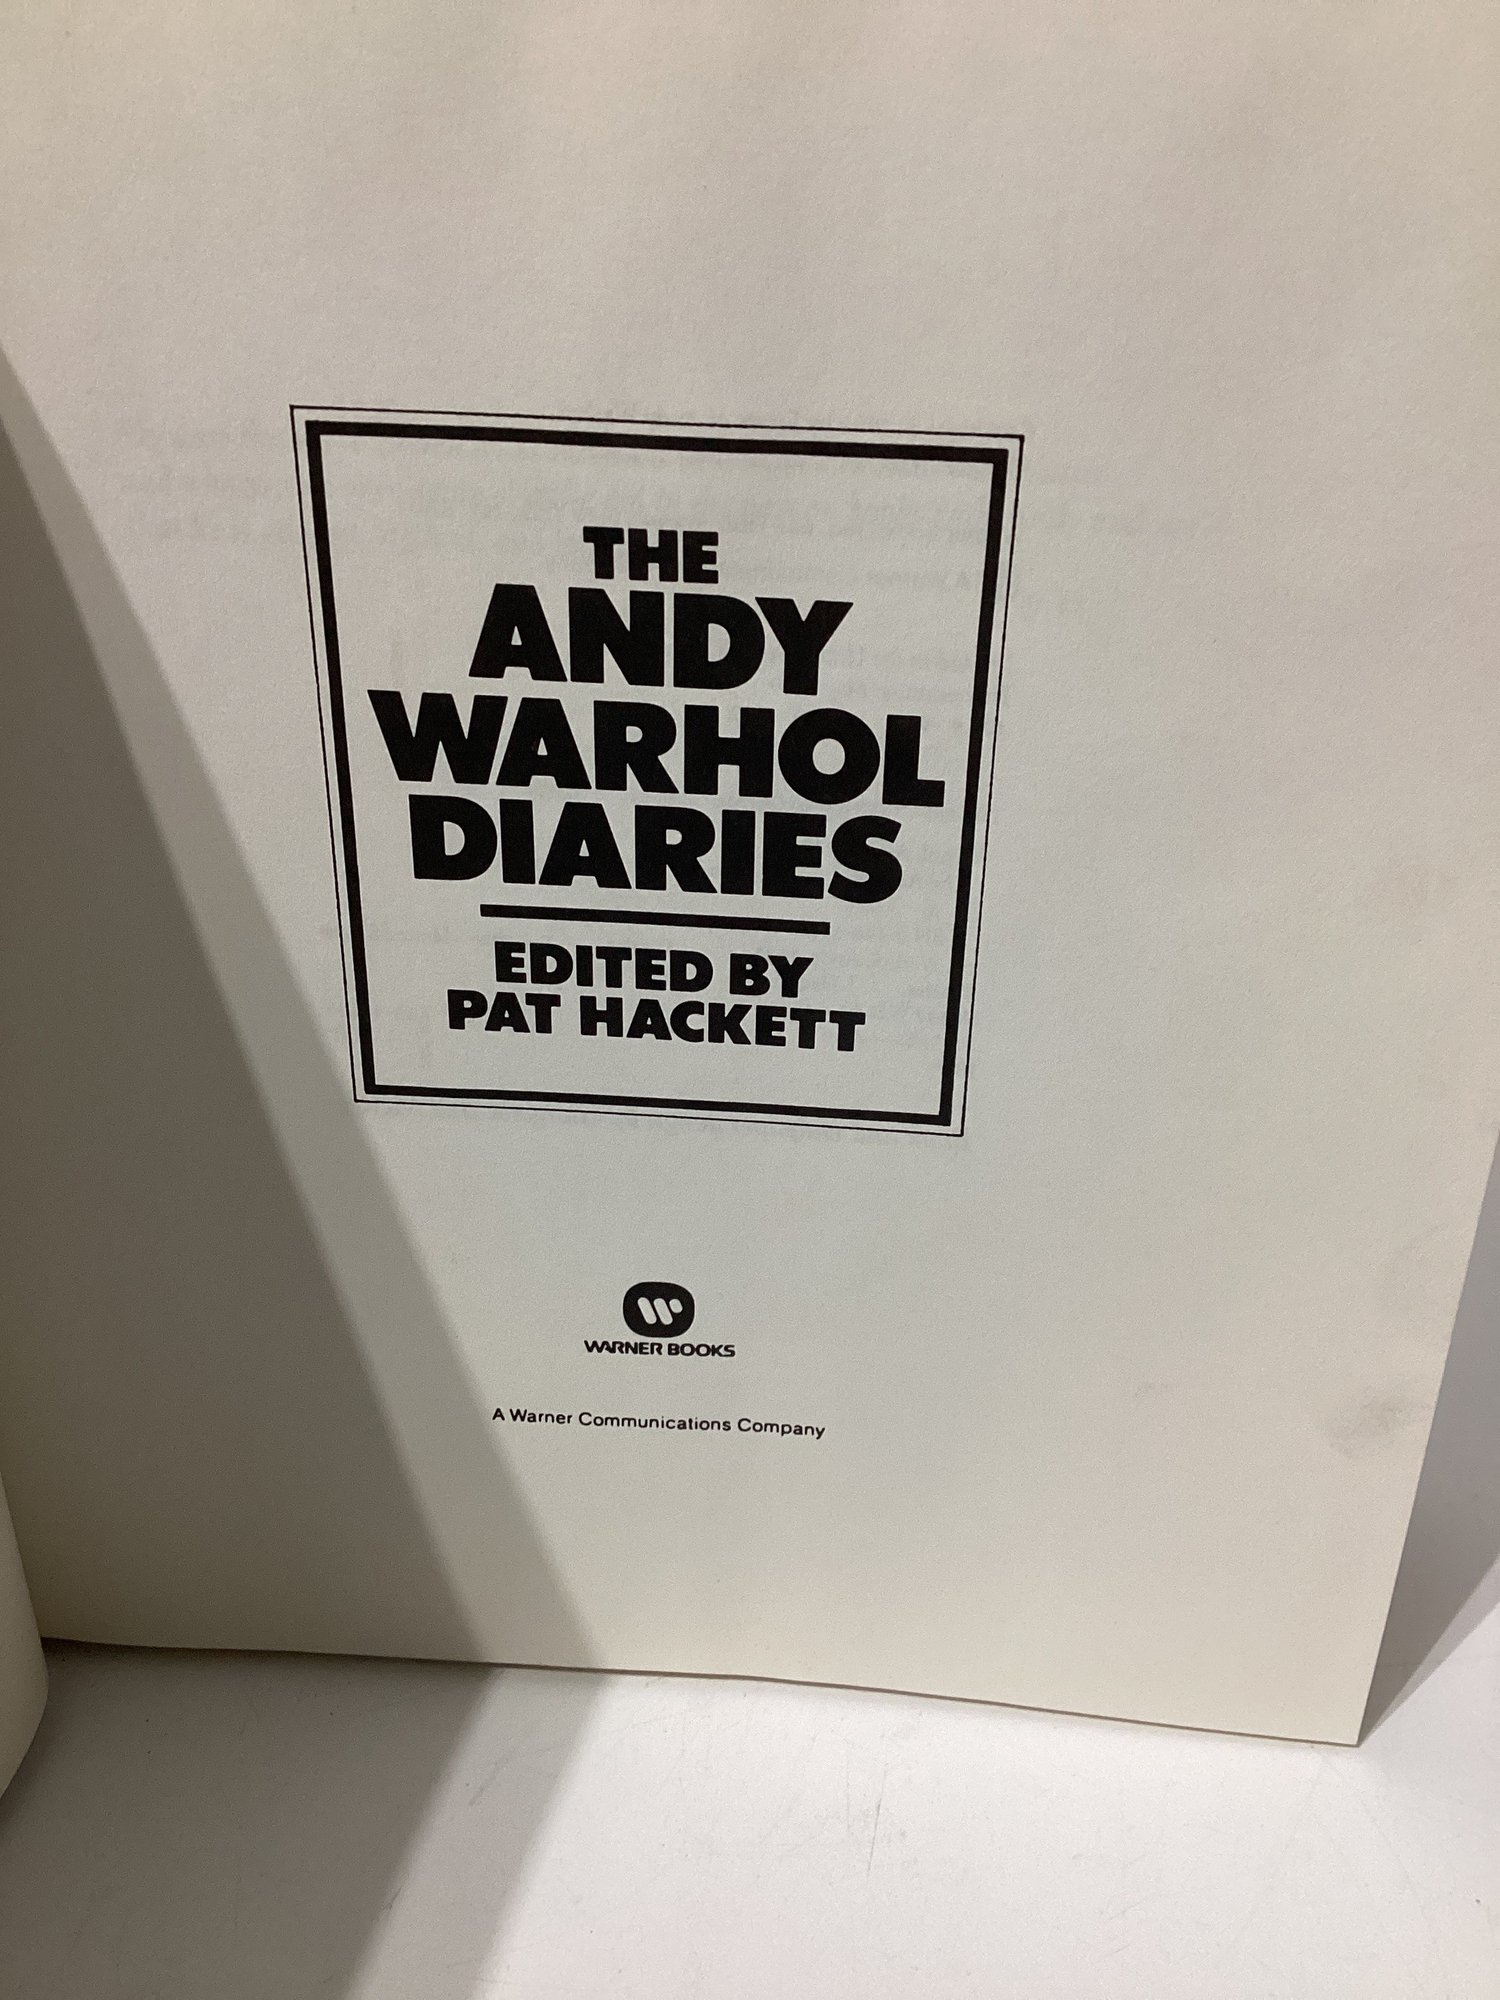 THE
ANDY
WARHOL
DIARIES
EDITED BY
PAT HACKETT
WARNER BOOKS
A Warner Communications Company